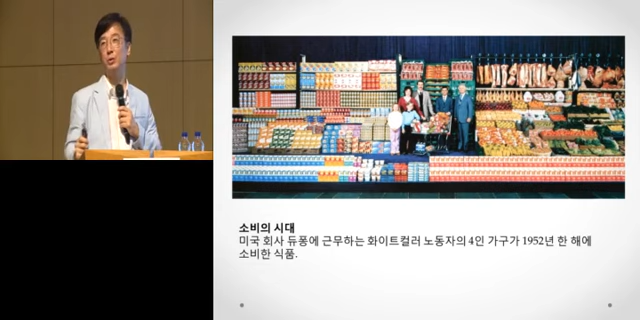 소비의 시대
미국 회사 듀퐁에 근무하는 화이트컬러 노동자의 4인 가구가 1952년 한 해에
소비한 식품.